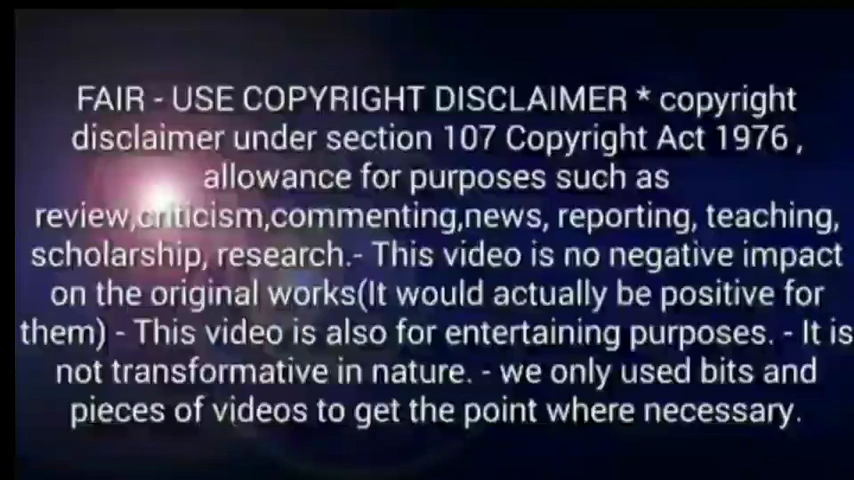 FAIR - USE COPYRIGHT DISCLAIMER * copyright
disclaimer under section 107 Copyright Act 1976 ,
allowance for purposes such as
review,criticism,commenting,news, reporting, teaching,
scholarship, research.- This video is no negative impact
on the original works(It would actually be positive for
them) - This video is also for entertaining purposes. - It is
not transformative in nature. - we only used bits and
pieces of videos to get the point where necessary.